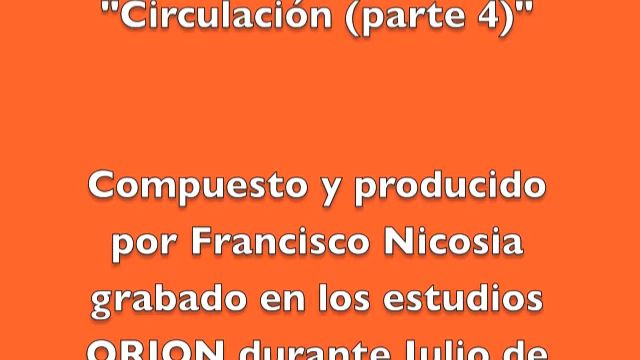 "Circulación (parte 4)"
Compuesto y producido
por Francisco Nicosia
grabado en los estudios
ORION durante Julio de